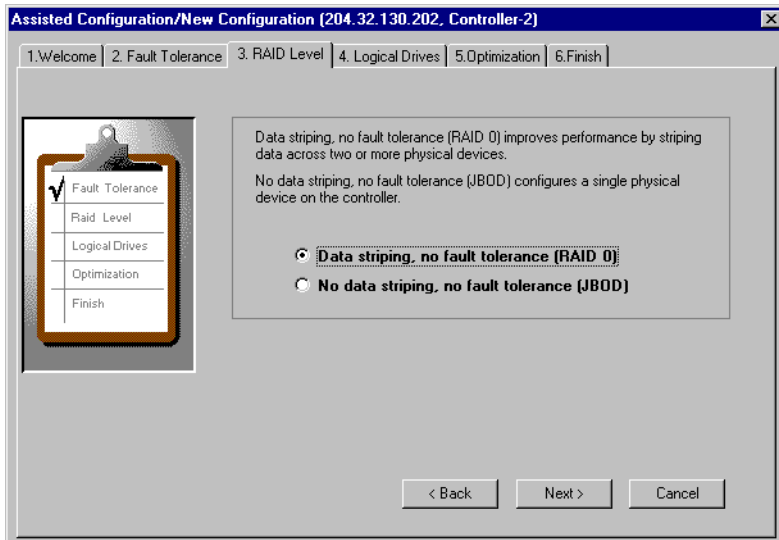 Assisted Configuration/New Configuration (204.32.130.202, Controller-2)
1.Welcome 2. Fault Tolerance 3. RAID Level 4. Logical Drives 5.Optimization 6.Finish
Fault Tolerance
Raid Level
Logical Drives
Optimization
Finish
Data striping, no fault tolerance (RAID 0) improves performance by striping
data across two or more physical devices.
No data striping, no fault tolerance (JBOD) configures a single physical
device on the controller.
Data striping, no fault tolerance (RAID 0)
No data striping, no fault tolerance (JBOD)
< Back Next > Cancel